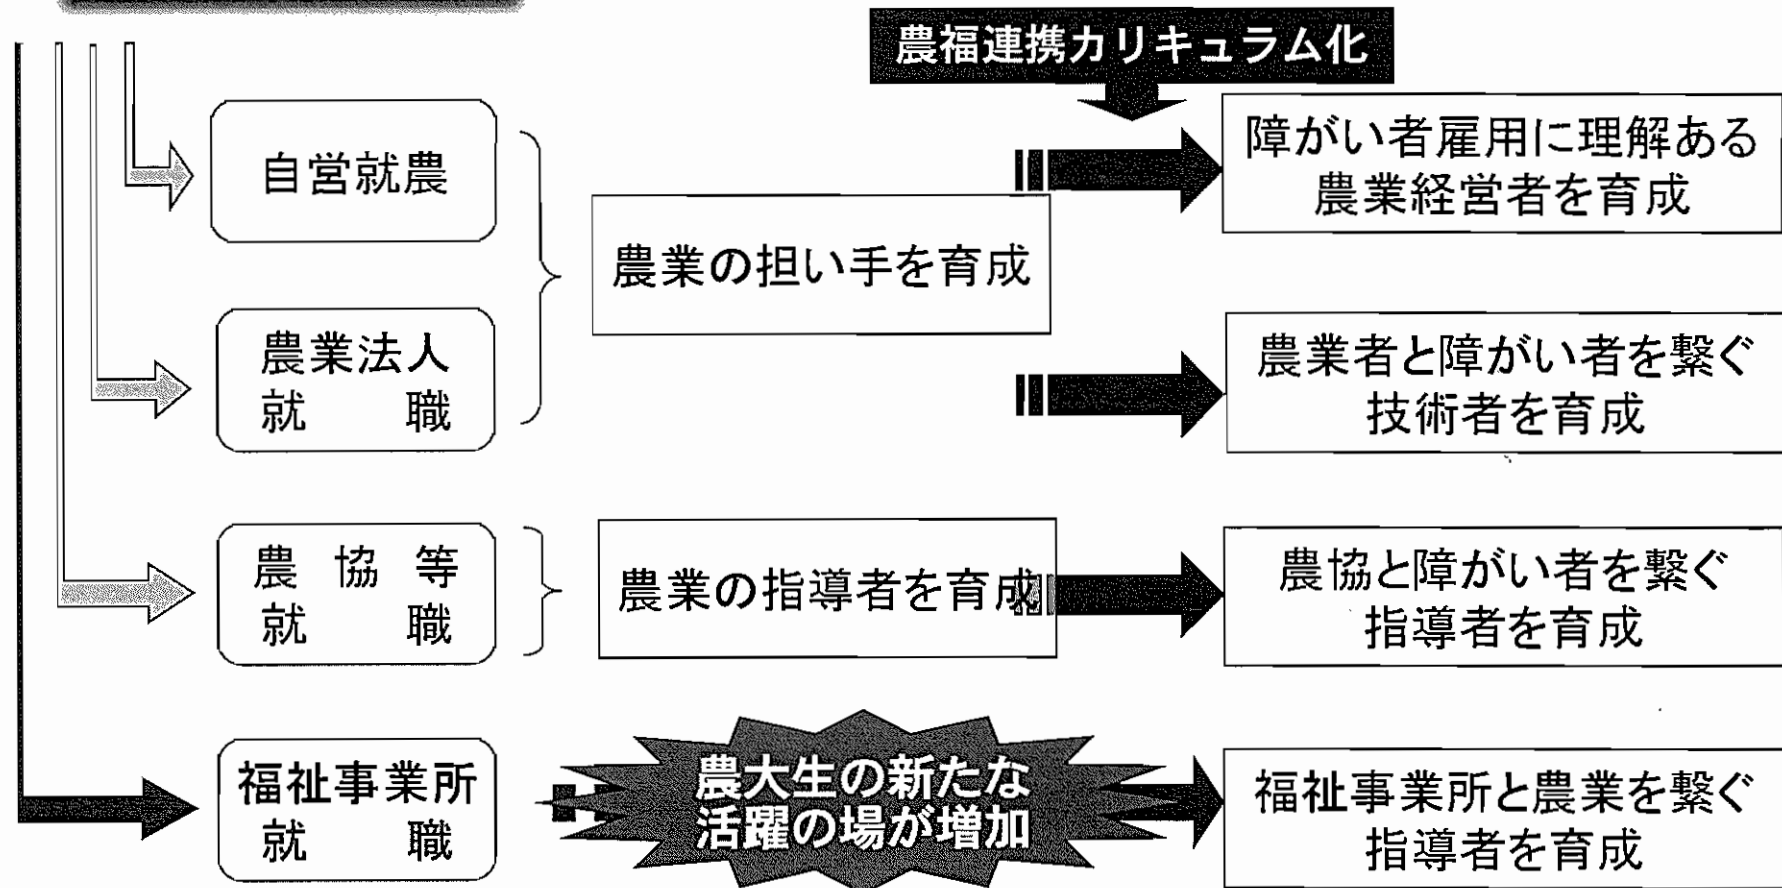 農福連携カリキュラム化
自営就農
農業の担い手を育成
障がい者雇用に理解ある
農業経営者を育成
農業法人
就　　職
農業者と障がい者を繋ぐ
技術者を育成
農　協　等
就　　職
農業の指導者を育成
農協と障がい者を繋ぐ
指導者を育成
福祉事業所
就　　職
農大生の新たな
活躍の場が増加
福祉事業所と農業を繋ぐ
指導者を育成